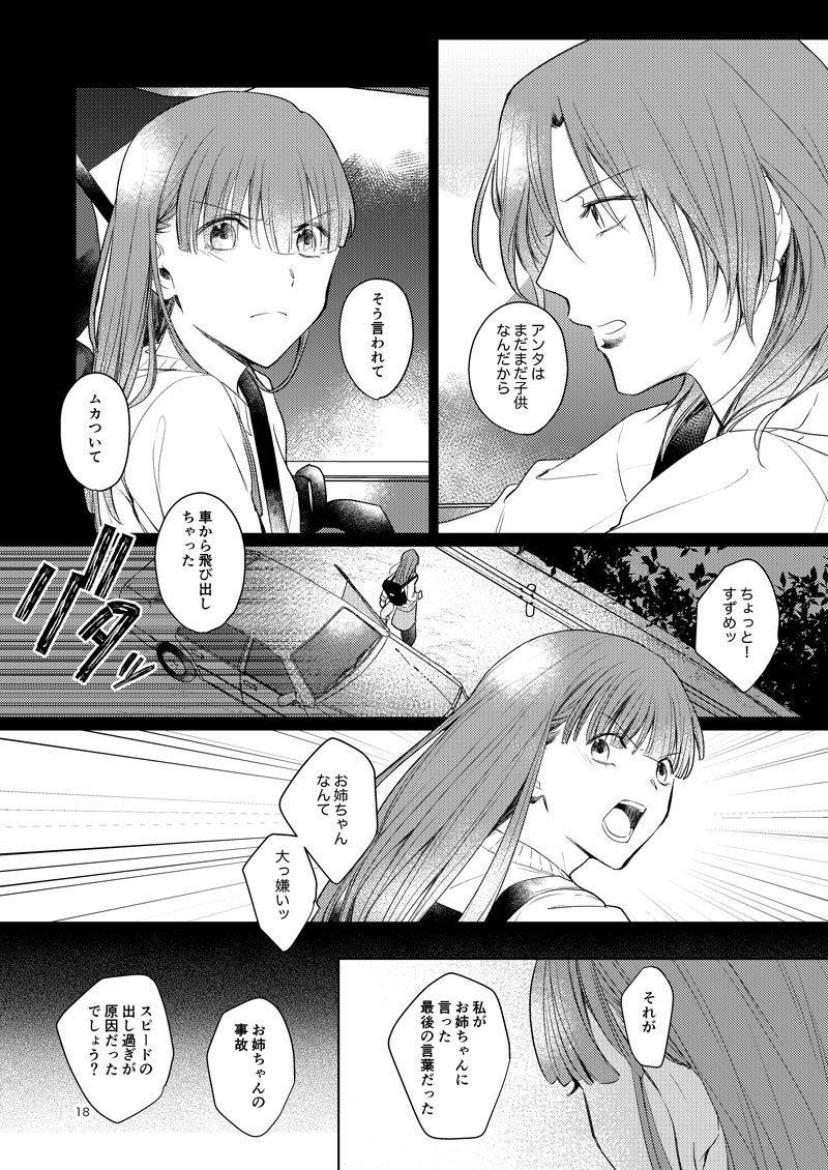 アンタは
まだまだ子供
なんだから
そう言われて
ムカついて
ちょっと!
すずめッ
車から飛び出し
ちゃった
バタッ
お姉ちゃん
なんて
大っ嫌いッ
それが
私が
お姉ちゃんに
言った
最後の言葉だった
お姉ちゃんの
事故
スピードの
出し過ぎが
原因だった
でしょう?
18